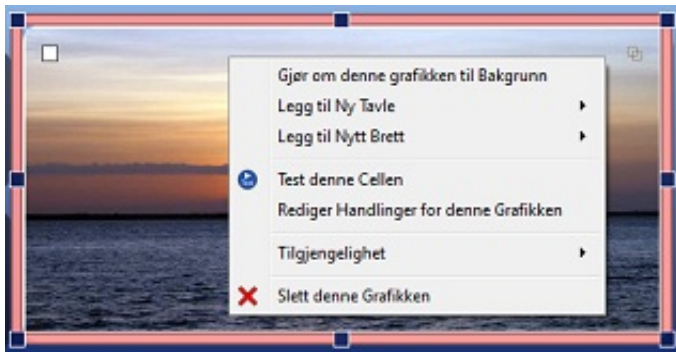 Gjør om denne grafikken til Bakgrunn
Legg til Ny Tavle
Legg til Nytt Brett
Test denne Cellen
Rediger Handlinger for denne Grafikken
Tilgjengelighet
Slett denne Grafikken